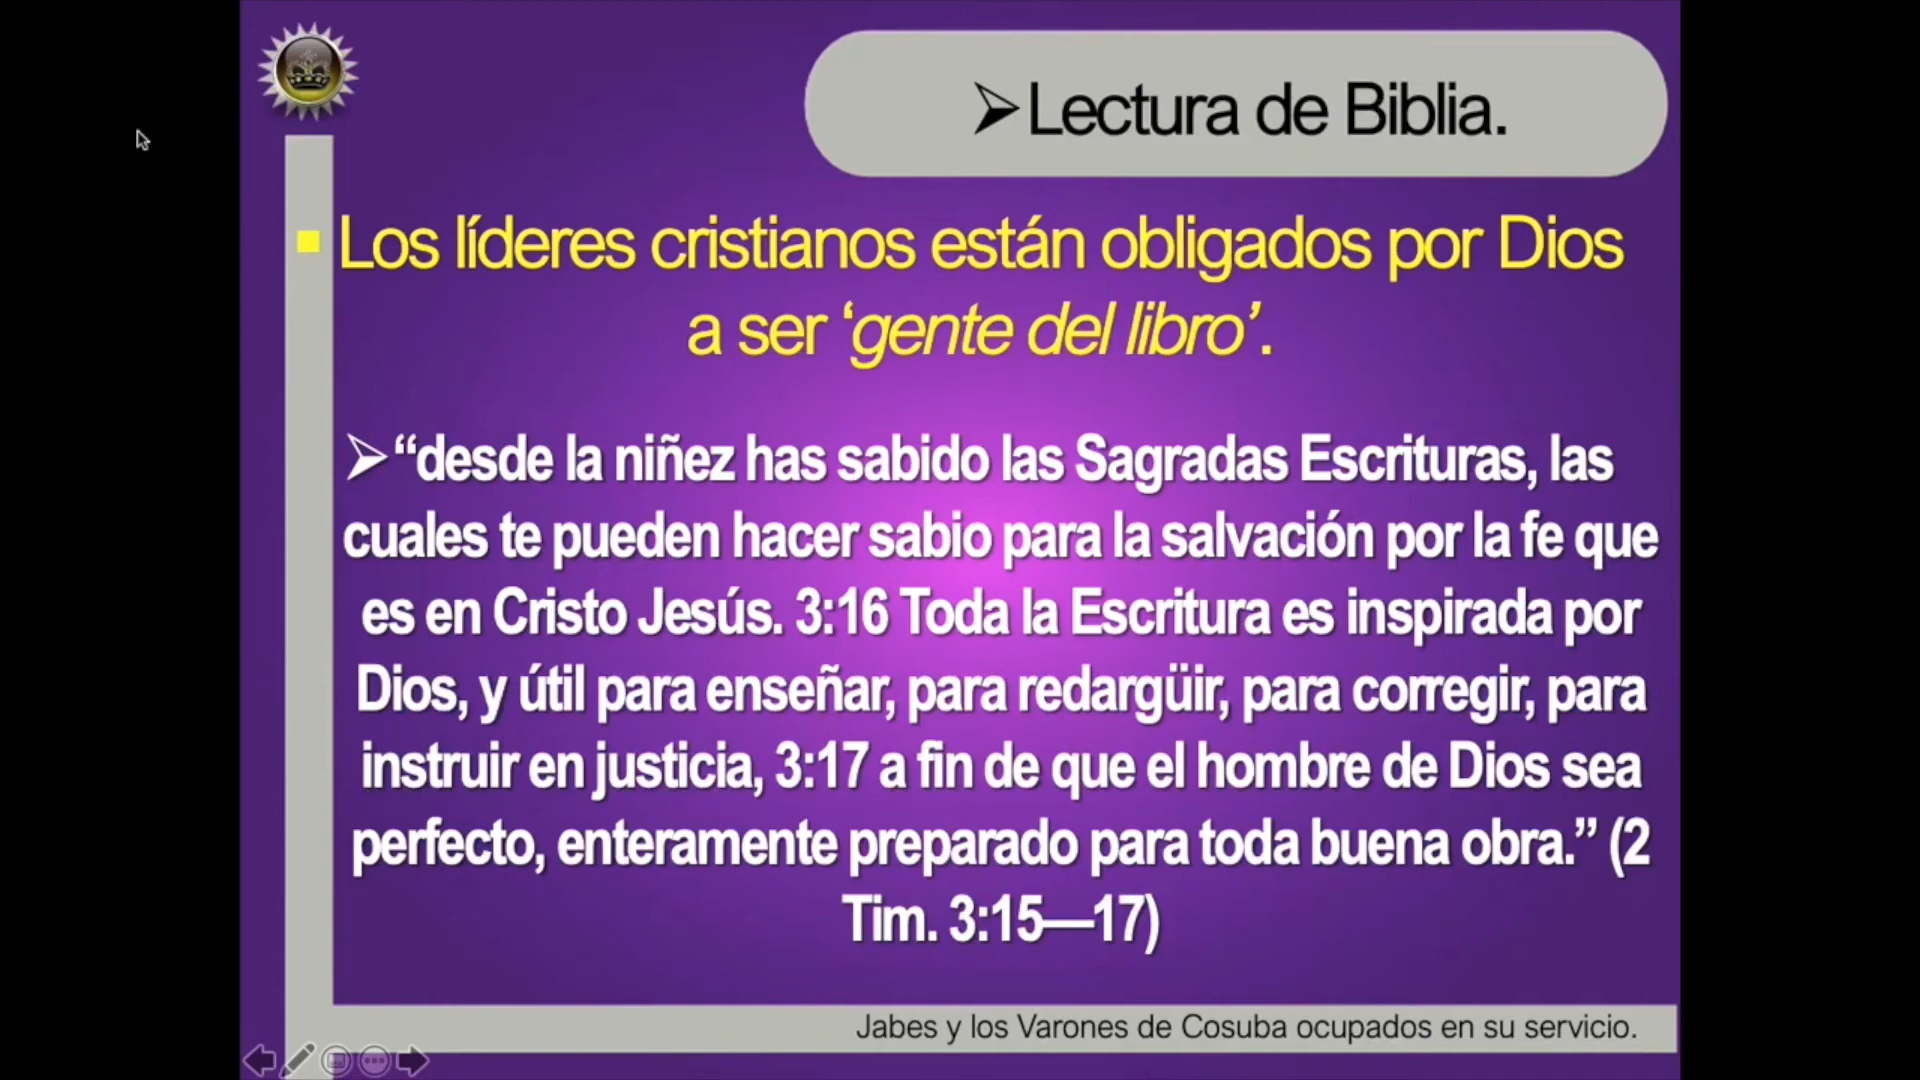 ➢Lectura de Biblia.
▪ Los líderes cristianos están obligados por Dios
a ser ‘gente del libro’.
➢“desde la niñez has sabido las Sagradas Escrituras, las
cuales te pueden hacer sabio para la salvación por la fe que
es en Cristo Jesús. 3:16 Toda la Escritura es inspirada por
Dios, y útil para enseñar, para redargüir, para corregir, para
instruir en justicia, 3:17 a fin de que el hombre de Dios sea
perfecto, enteramente preparado para toda buena obra.” (2
Tim. 3:15—17)
Jabes y los Varones de Cosuba ocupados en su servicio.